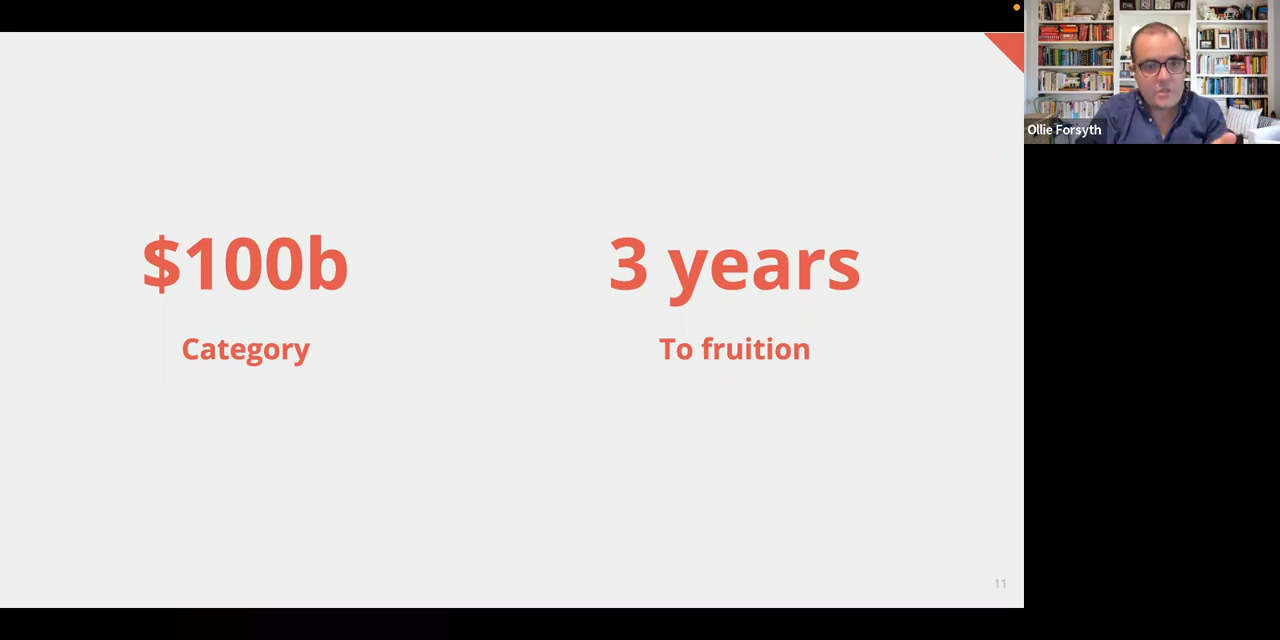 $100b
Category
3 years
To fruition
11
Ollie Forsyth